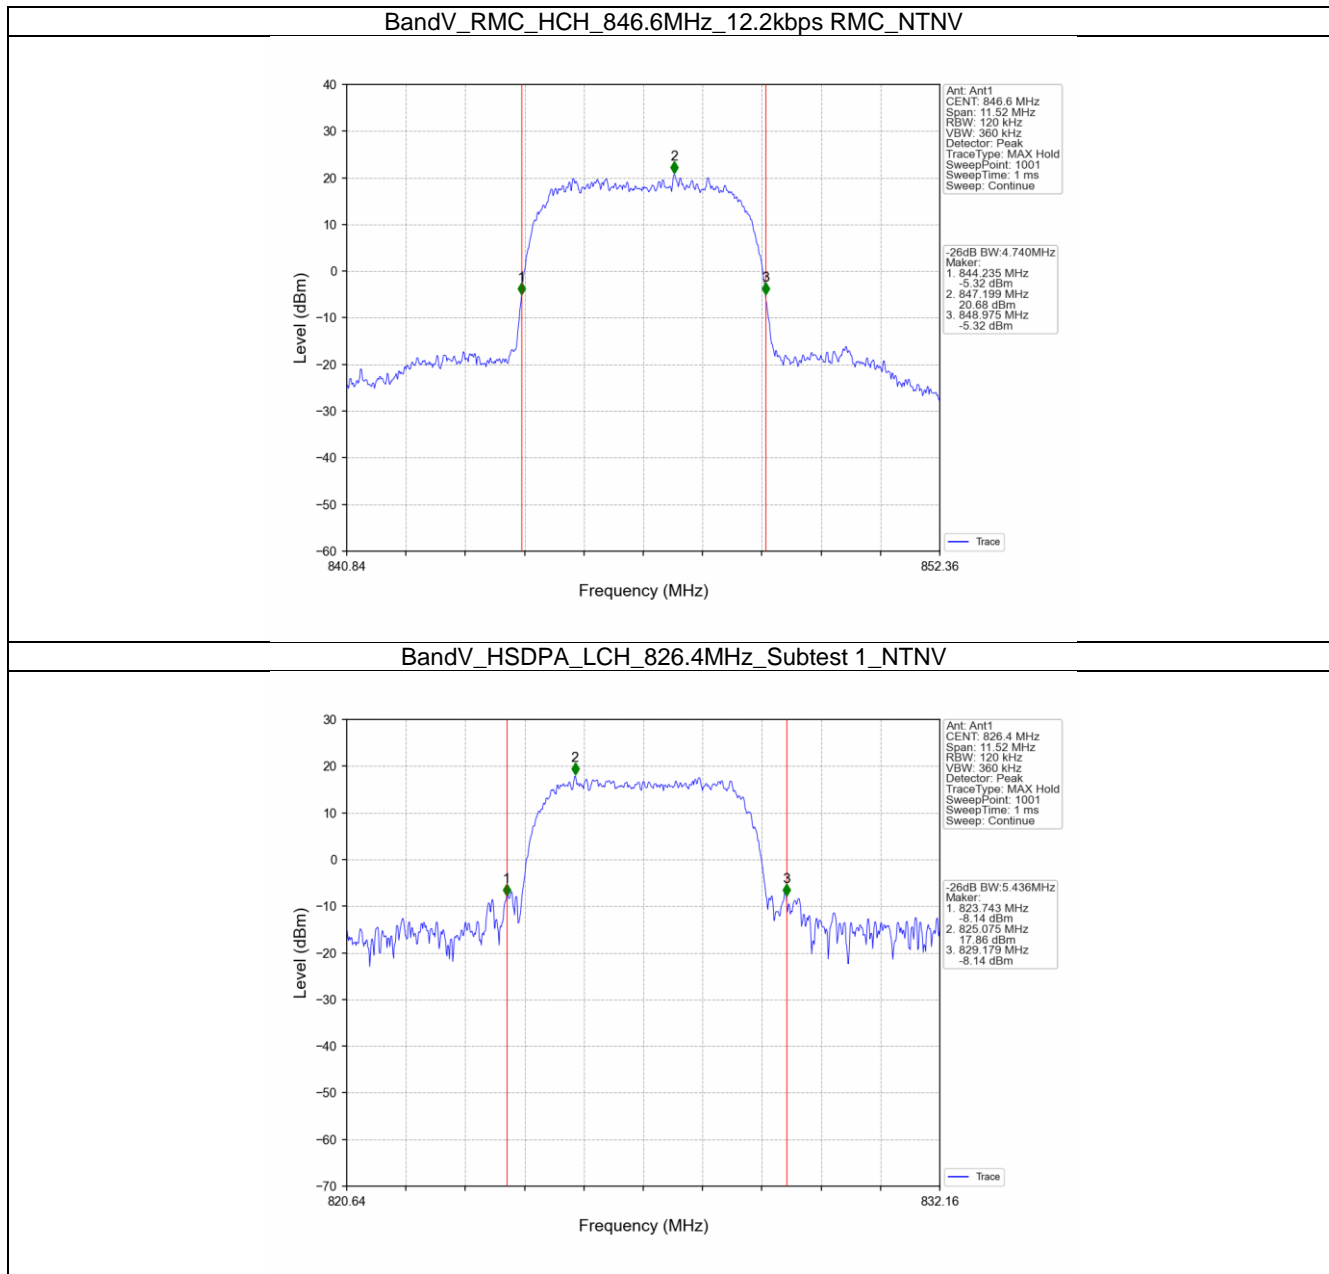 BandV_RMC_HCH_846.6MHz_12.2kbps RMC_NTNV
40
30
20
10
0
−10
−20
−30
−40
−50
−60
Level (dBm)
840.84
852.36
Frequency (MHz)
1
2
3
Ant: Ant1
CENT: 846.6 MHz
Span: 11.52 MHz
RBW: 120 kHz
VBW: 360 kHz
Detector: Peak
TraceType: MAX Hold
SweepPoint: 1001
SweepTime: 1 ms
Sweep: Continue
-26dB BW:4.740MHz
Maker:
1. 844.235 MHz
-5.32 dBm
2. 847.199 MHz
20.68 dBm
3. 848.975 MHz
-5.32 dBm
Trace
BandV_HSDPA_LCH_826.4MHz_Subtest 1_NTNV
30
20
10
0
−10
−20
−30
−40
−50
−60
−70
Level (dBm)
820.64
832.16
Frequency (MHz)
1
2
3
Ant: Ant1
CENT: 826.4 MHz
Span: 11.52 MHz
RBW: 120 kHz
VBW: 360 kHz
Detector: Peak
TraceType: MAX Hold
SweepPoint: 1001
SweepTime: 1 ms
Sweep: Continue
-26dB BW:5.436MHz
Maker:
1. 823.743 MHz
-8.14 dBm
2. 825.075 MHz
17.86 dBm
3. 829.179 MHz
-8.14 dBm
Trace